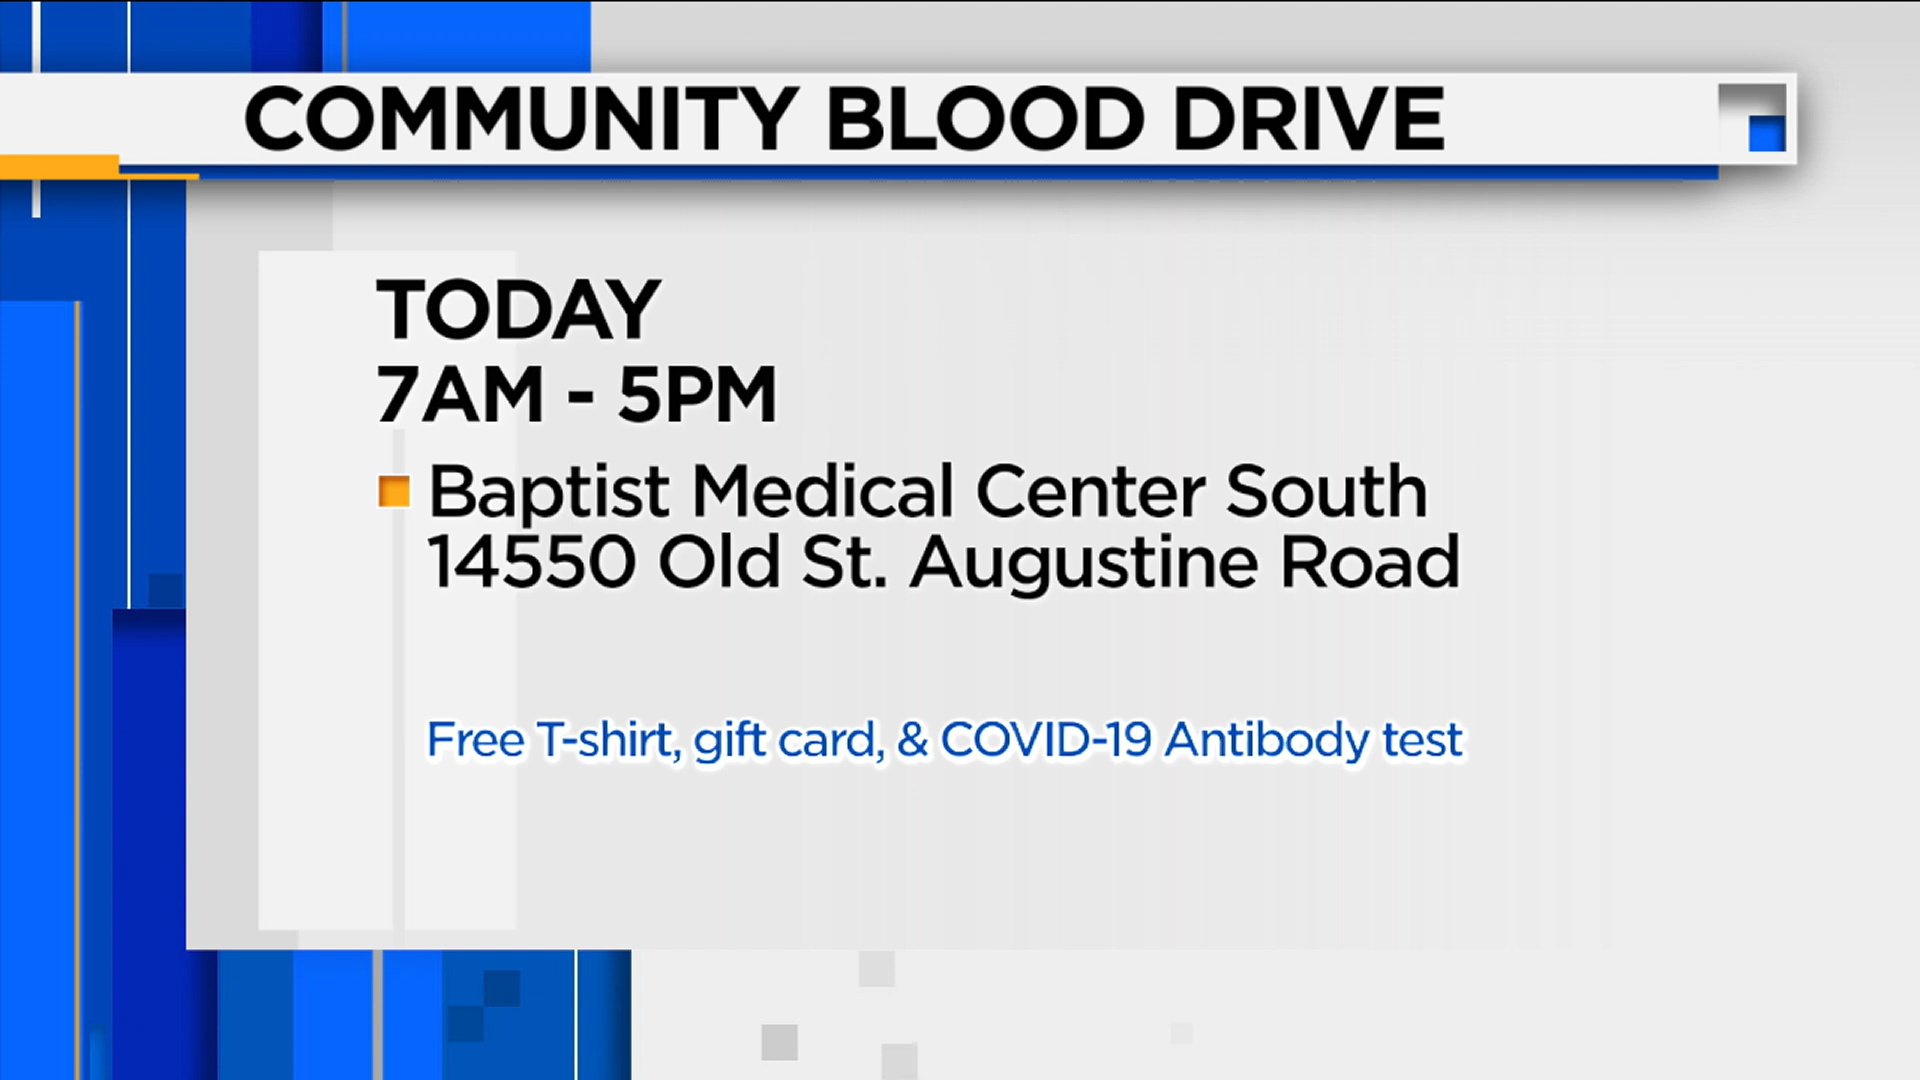 COMMUNITY BLOOD DRIVE
TODAY
7AM - 5PM
Baptist Medical Center South
14550 Old St. Augustine Road
Free T-shirt, gift card, & COVID-19 Antibody test